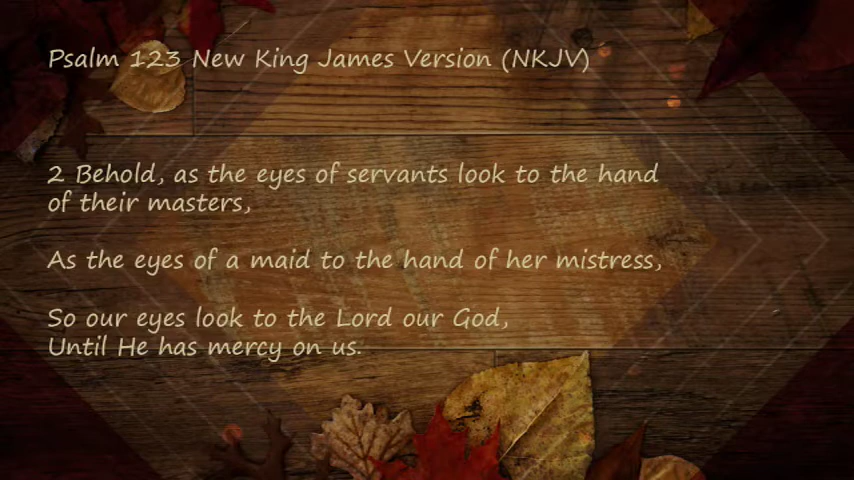 Psalm 123 New King James Version (NKJV)
2 Behold, as the eyes of servants look to the hand
of their masters,
As the eyes of a maid to the hand of her mistress,
So our eyes look to the Lord our God,
Until He has mercy on us.